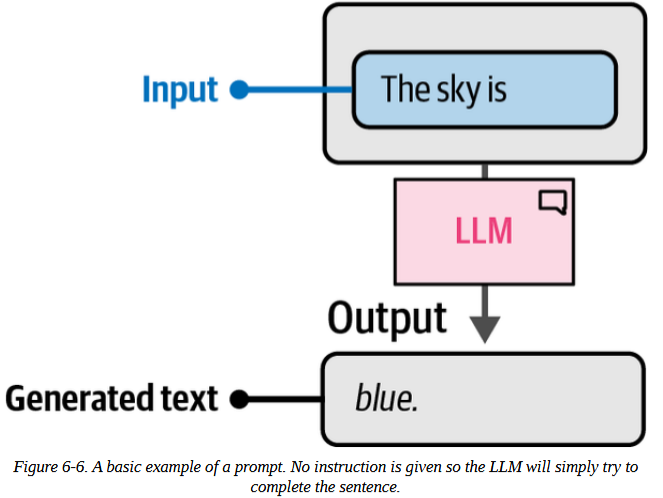 Input
The sky is
LLM
Output
Generated text
blue.
Figure 6-6. A basic example of a prompt. No instruction is given so the LLM will simply try to
complete the sentence.